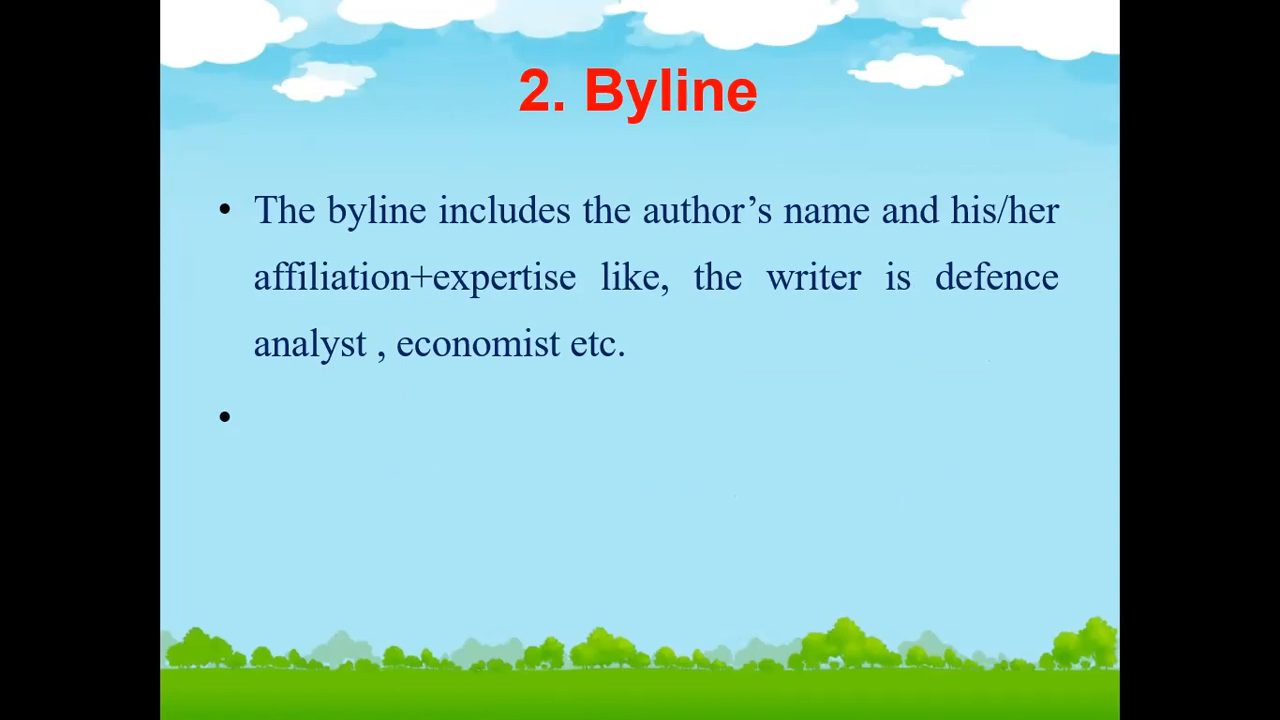 2. Byline
• The byline includes the author’s name and his/her
affiliation+expertise like, the writer is defence
analyst , economist etc.
•